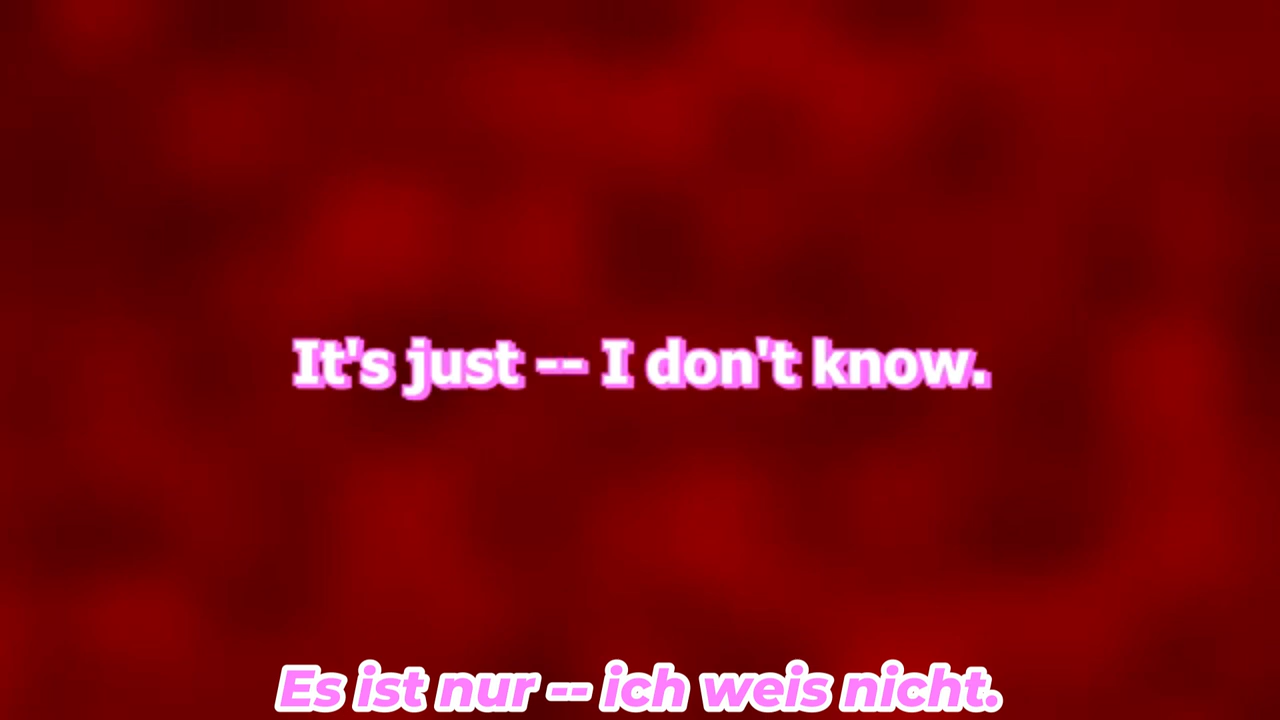 It's just -- I don't know.
Es ist nur -- ich weis nicht.